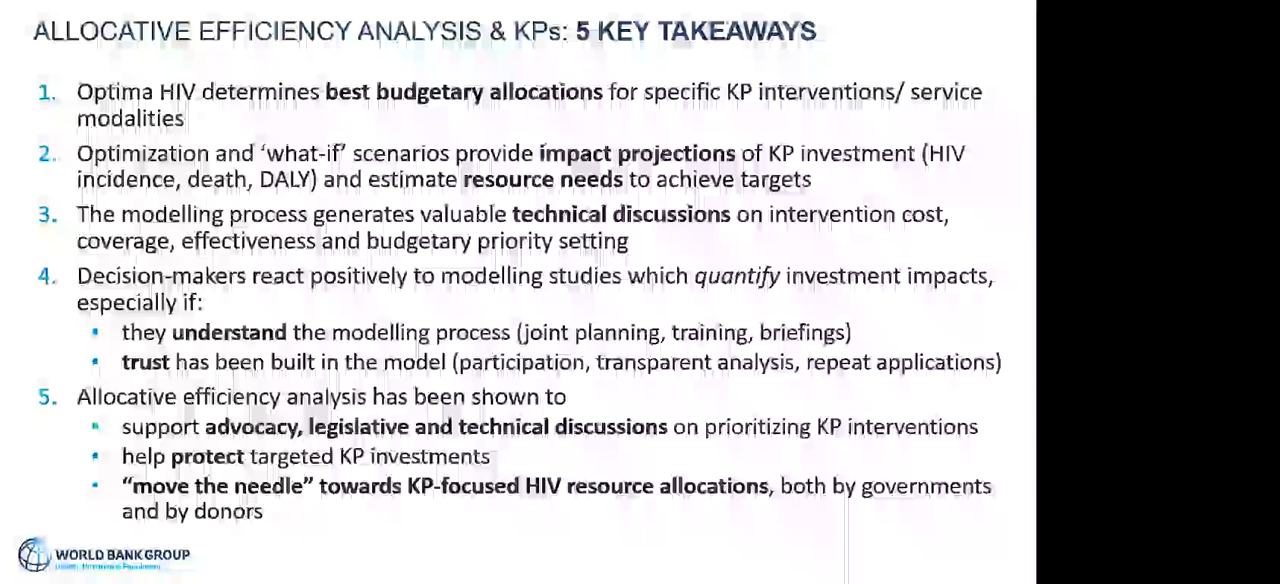 ALLOCATIVE EFFICIENCY ANALYSIS & KPs: 5 KEY TAKEAWAYS
1. Optima HIV determines best budgetary allocations for specific KP interventions/ service
modalities
2. Optimization and ‘what-if’ scenarios provide impact projections of KP investment (HIV
incidence, death, DALY) and estimate resource needs to achieve targets
3. The modelling process generates valuable technical discussions on intervention cost,
coverage, effectiveness and budgetary priority setting
4. Decision-makers react positively to modelling studies which quantify investment impacts,
especially if:
• they understand the modelling process (joint planning, training, briefings)
• trust has been built in the model (participation, transparent analysis, repeat applications)
5. Allocative efficiency analysis has been shown to
• support advocacy, legislative and technical discussions on prioritizing KP interventions
• help protect targeted KP investments
• “move the needle” towards KP-focused HIV resource allocations, both by governments
and by donors
WORLD BANK GROUP